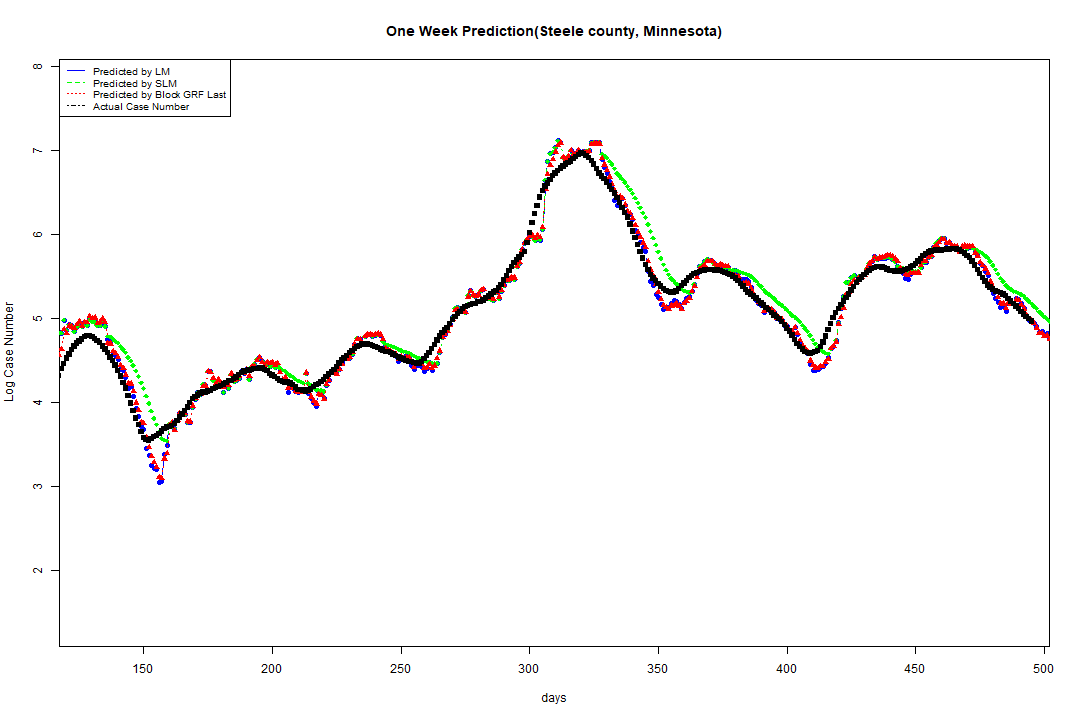 One Week Prediction(Steele county, Minnesota)
Predicted by LM
Predicted by SLM
Predicted by Block GRF Last
Actual Case Number
8
7
6
5
4
3
2
Log Case Number
150 200 250 300 350 400 450 500
days